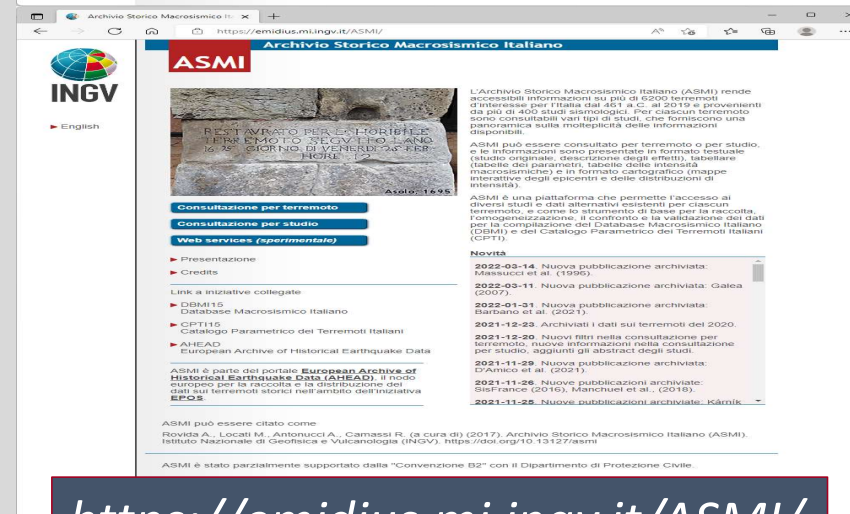 Archivio Storico Macrosismico It
https://emidius.mi.ingv.it/ASMI/
Archivio Storico Macrosismico Italiano
ASMI
INGV
English
RESTAVRATO PER L'HORIBILE
TERREMOTO SEGVITO L'ANO
1695 GIORNO DI VENERDI 25 FEB
HORE 12
Asolo, 1695
Consultazione per terremoto
Consultazione per studio
Web services (sperimentale)
Presentazione
Credits
Link a iniziative collegate
DBMI15
Database Macrosismico Italiano
CPTI15
Catalogo Parametrico dei Terremoti Italiani
AHEAD
European Archive of Historical Earthquake Data
ASMI è parte del portale European Archive of
Historical Earthquake Data (AHEAD), il nodo
europeo per la raccolta e la distribuzione dei
dati sui terremoti storici nell'ambito dell'iniziativa
EPOS.
L'Archivio Storico Macrosismico Italiano (ASMI) rende
accessibili informazioni su più di 6200 terremoti
d'interesse per l'Italia dal 461 a.C. al 2019 e provenienti
da più di 400 studi sismologici. Per ciascun terremoto
sono consultabili vari tipi di studi, che forniscono una
panoramica sulla molteplicità delle informazioni
disponibili.
ASMI può essere consultato per terremoto o per studio,
e le informazioni sono presentate in formato testuale
(studio originale, descrizione degli effetti), tabellare
(tabelle dei parametri, tabelle delle intensità
macrosismiche) e in formato cartografico (mappe
interattive degli epicentri e delle distribuzioni di
intensità).
ASMI è una piattaforma che permette l'accesso ai
diversi studi e dati alternativi esistenti per ciascun
terremoto, e come lo strumento di base per la raccolta,
l'omogeneizzazione, il confronto e la validazione dei dati
per la compilazione del Database Macrosismico Italiano
(DBMI) e del Catalogo Parametrico dei Terremoti Italiani
(CPTI).
Novità
2022-03-14. Nuova pubblicazione archiviata:
Massucci et al. (1996).
2022-03-11. Nuova pubblicazione archiviata: Galea
(2007).
2022-01-31. Nuova pubblicazione archiviata:
Barbano et al. (2021).
2021-12-23. Archiviati i dati sui terremoti del 2020.
2021-12-20. Nuovi filtri nella consultazione per
terremoto, nuove informazioni nella consultazione
per studio, aggiunti gli abstract degli studi.
2021-11-29. Nuova pubblicazione archiviata:
D'Amico et al. (2021).
2021-11-26. Nuove pubblicazioni archiviate:
SisFrance (2016), Manchuel et al., (2018).
2021-11-25. Nuove pubblicazioni archiviate: Kárník
ASMI può essere citato come
Rovida A., Locati M., Antonucci A., Camassi R. (a cura di) (2017). Archivio Storico Macrosismico Italiano (ASMI).
Istituto Nazionale di Geofisica e Vulcanologia (INGV). https://doi.org/10.13127/asmi
ASMI è stato parzialmente supportato dalla "Convenzione B2" con il Dipartimento di Protezione Civile.
https://emidius.mi.ingv.it/ASMI/